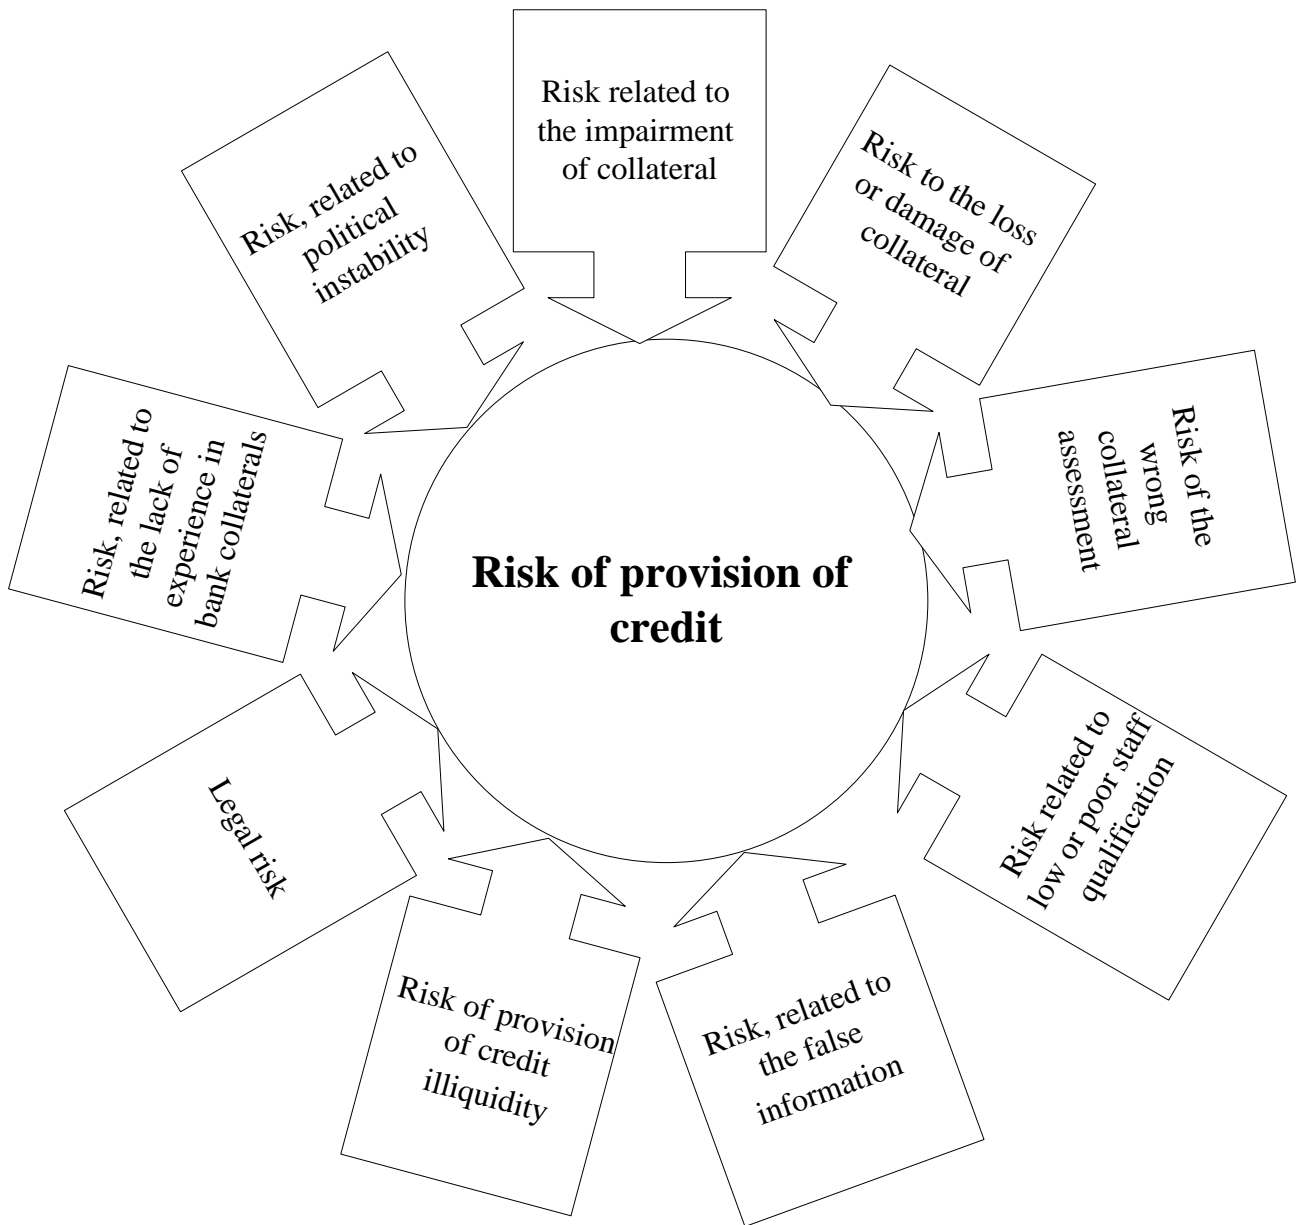 Risk related to
the impairment
of collateral
Risk to the loss
or damage of
collateral
Risk of the
wrong
collateral
assessment
Risk related to
low or poor staff
qualification
Risk, related to
the false
information
Risk of provision
of credit
illiquidity
Legal risk
Risk, related to
the lack of
experience in
bank collaterals
Risk, related to
political
instability
Risk of provision of
credit